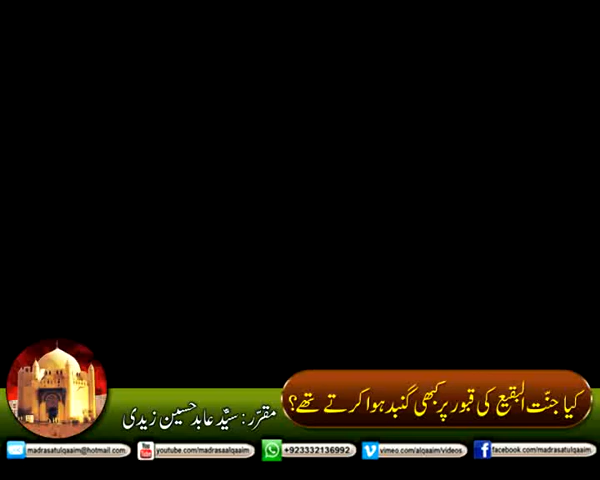 کیا جنّت البقیع کی قبور پر کبھی گنبد ہوا کرتے تھے؟
مقرّر: سیّد عابد حسین زیدی
madrasatulqaaim@hotmail.com youtube.com/madrasaalqaaim +923332136992 vimeo.com/alqaaim/videos facebook.com/madrasatulqaaim